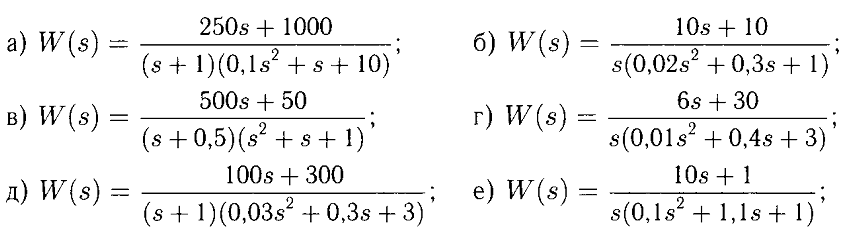 а) W(s) = (250s + 1000) / ((s + 1)(0,1s² + s + 10)); б) W(s) = (10s + 10) / (s(0,02s² + 0,3s + 1));
в) W(s) = (500s + 50) / ((s + 0,5)(s² + s + 1)); г) W(s) = (6s + 30) / (s(0,01s² + 0,4s + 3));
д) W(s) = (100s + 300) / ((s + 1)(0,03s² + 0,3s + 3)); е) W(s) = (10s + 1) / (s(0,1s² + 1,1s + 1));